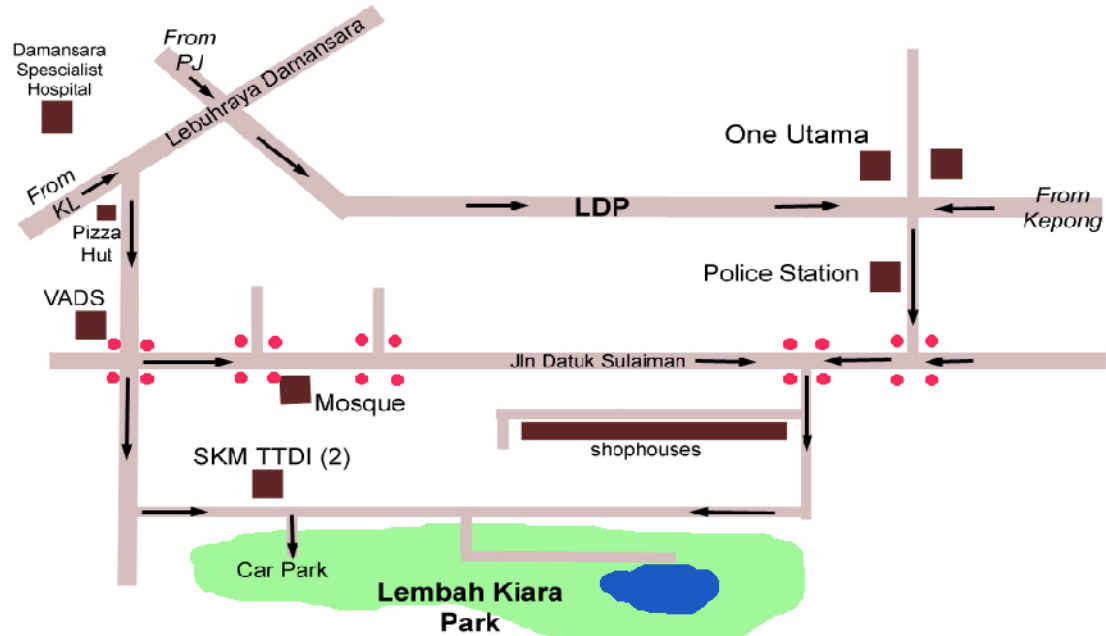 Damansara
Spescialist
Hospital
From
PJ
Lebuhraya Damansara
One Utama
From
KL
LDP
From
Kepong
Pizza
Hut
Police Station
VADS
Jln Datuk Sulaiman
Mosque
shophouses
SKM TTDI (2)
Car Park
Lembah Kiara
Park